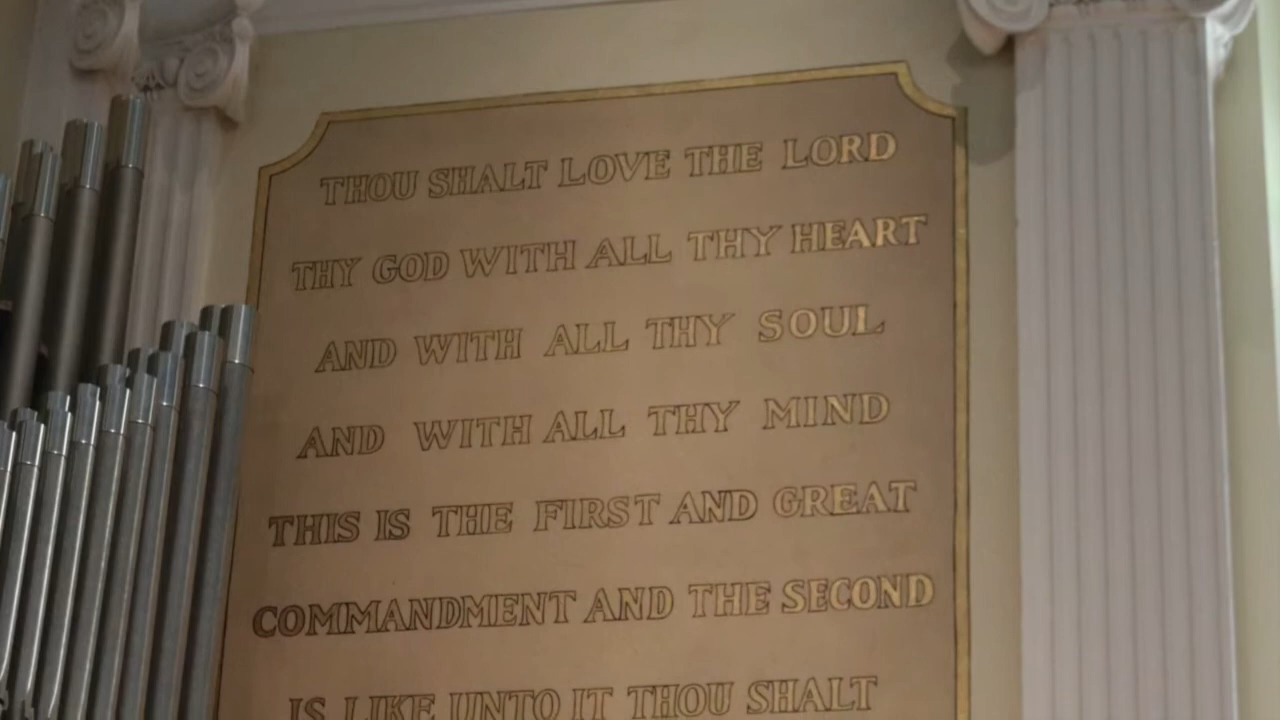 THOU SHALT LOVE THE LORD
THY GOD WITH ALL THY HEART
AND WITH ALL THY SOUL
AND WITH ALL THY MIND
THIS IS THE FIRST AND GREAT
COMMANDMENT AND THE SECOND
IS LIKE UNTO IT THOU SHALT